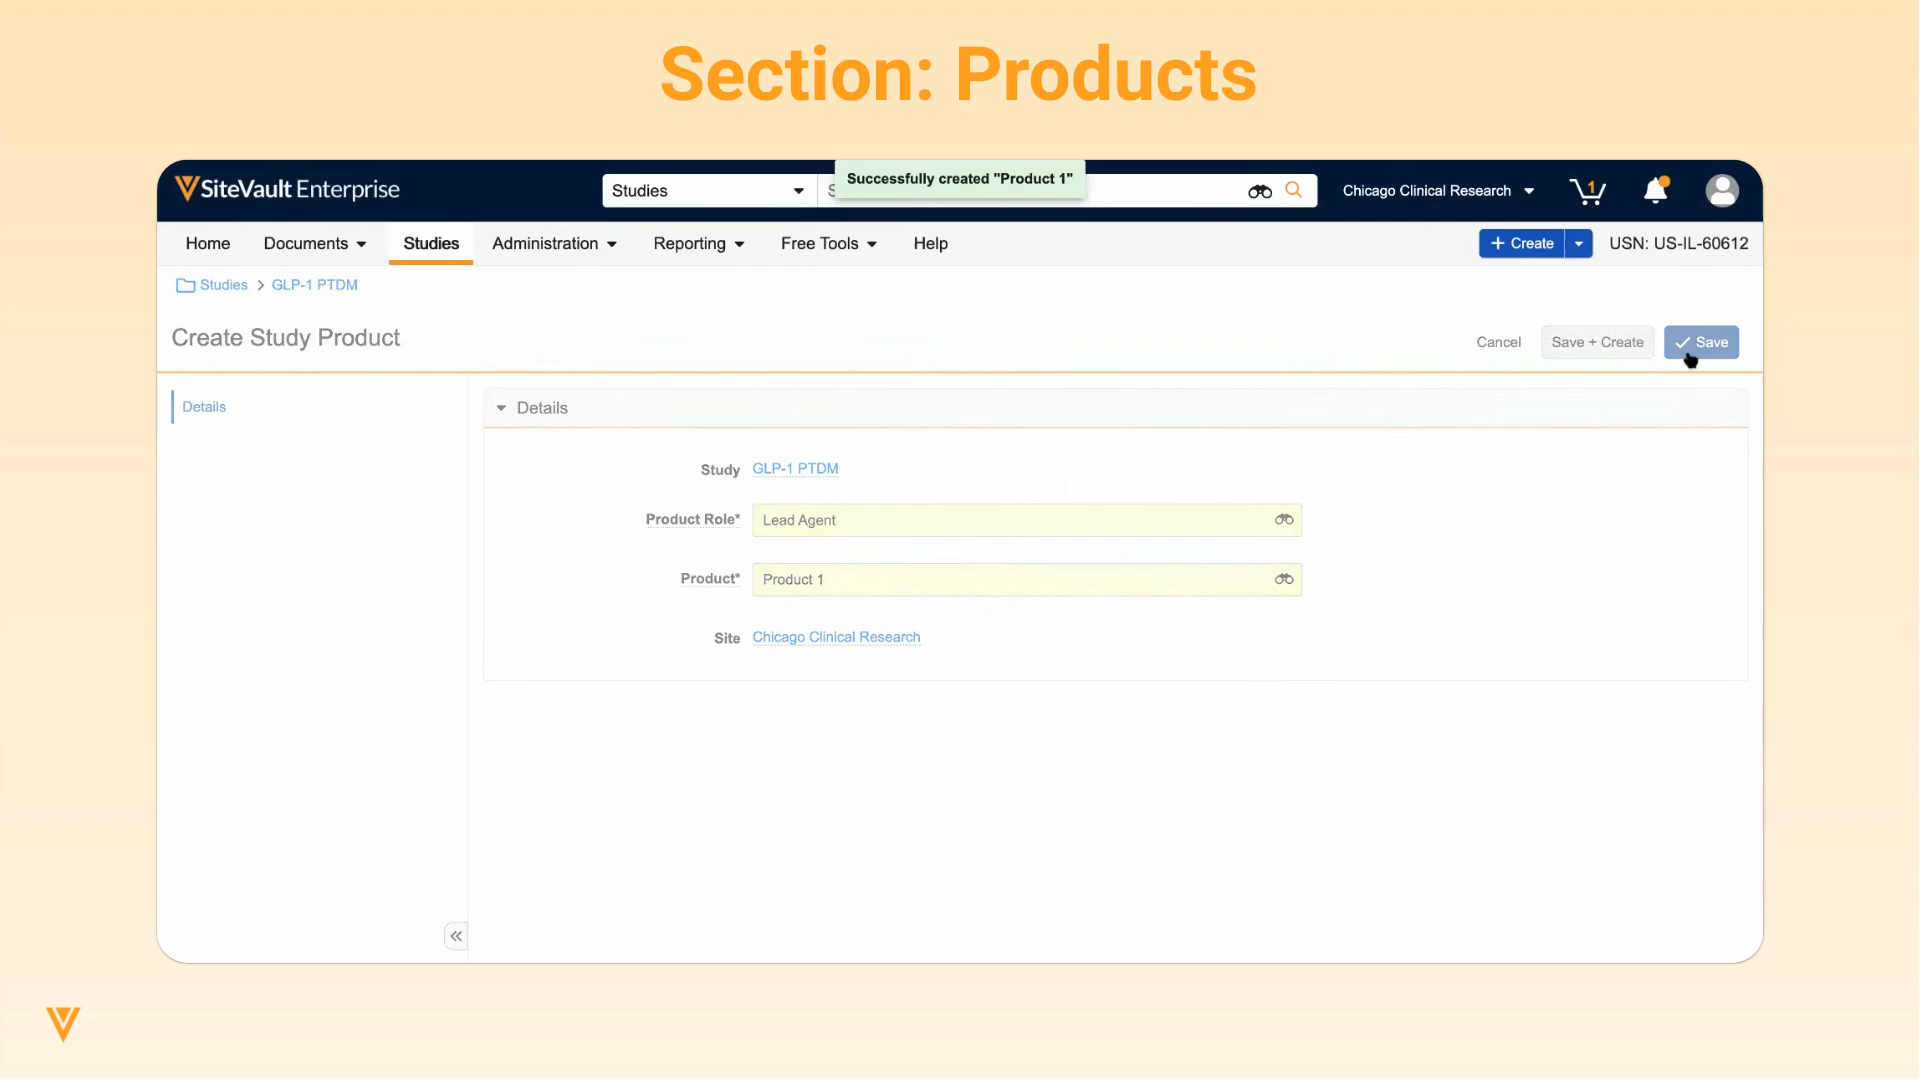 Section: Products
SiteVault Enterprise
Studies
Successfully created "Product 1"
Chicago Clinical Research
1
Home
Documents
Studies
Administration
Reporting
Free Tools
Help
+ Create
USN: US-IL-60612
Studies > GLP-1 PTDM
Create Study Product
Cancel
Save + Create
Save
Details
Details
Study GLP-1 PTDM
Product Role* Lead Agent
Product* Product 1
Site Chicago Clinical Research